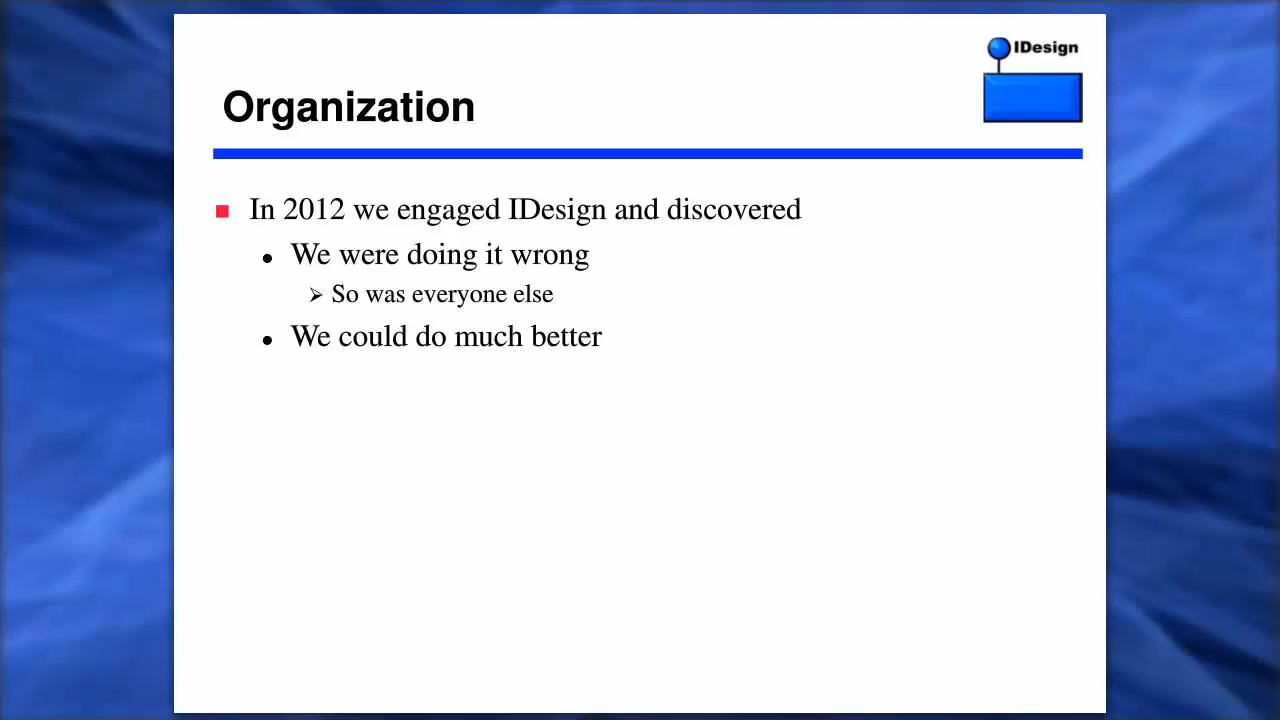 IDesign
Organization
In 2012 we engaged IDesign and discovered
We were doing it wrong
So was everyone else
We could do much better